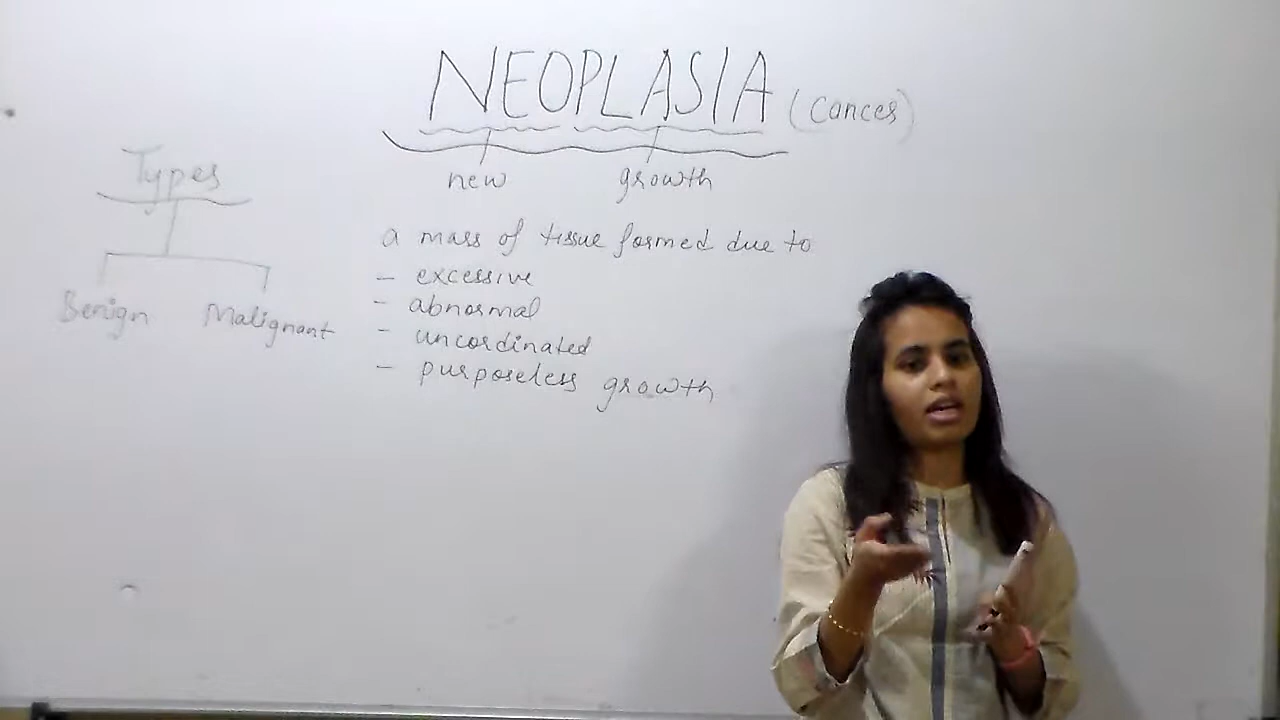 NEOPLASIA (Cancer)
new growth
Types
Benign Malignant
a mass of tissue formed due to
- excessive
- abnormal
- uncordinated
- purposeless growth